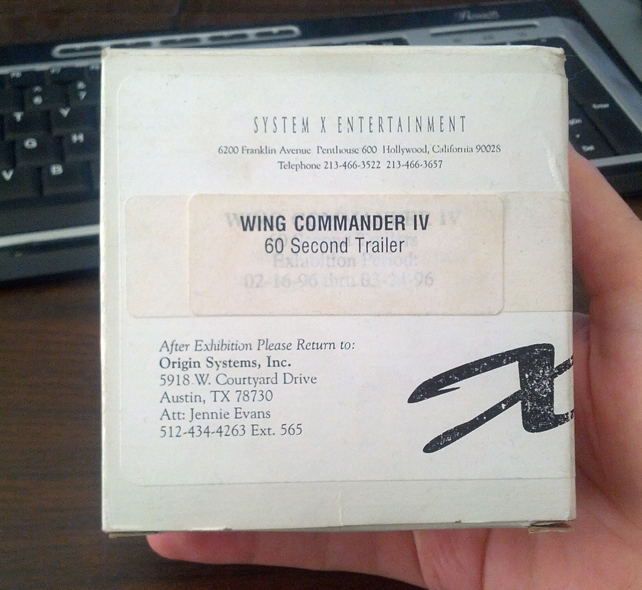 SYSTEM X ENTERTAINMENT
6200 Franklin Avenue Penthouse 600 Hollywood, California 90028
Telephone 213-466-3522 213-466-3657
WING COMMANDER IV
60 Second Trailer
Exhibition Period:
After Exhibition Please Return to:
Origin Systems, Inc.
5918 W. Courtyard Drive
Austin, TX 78730
Att: Jennie Evans
512-434-4263 Ext. 565